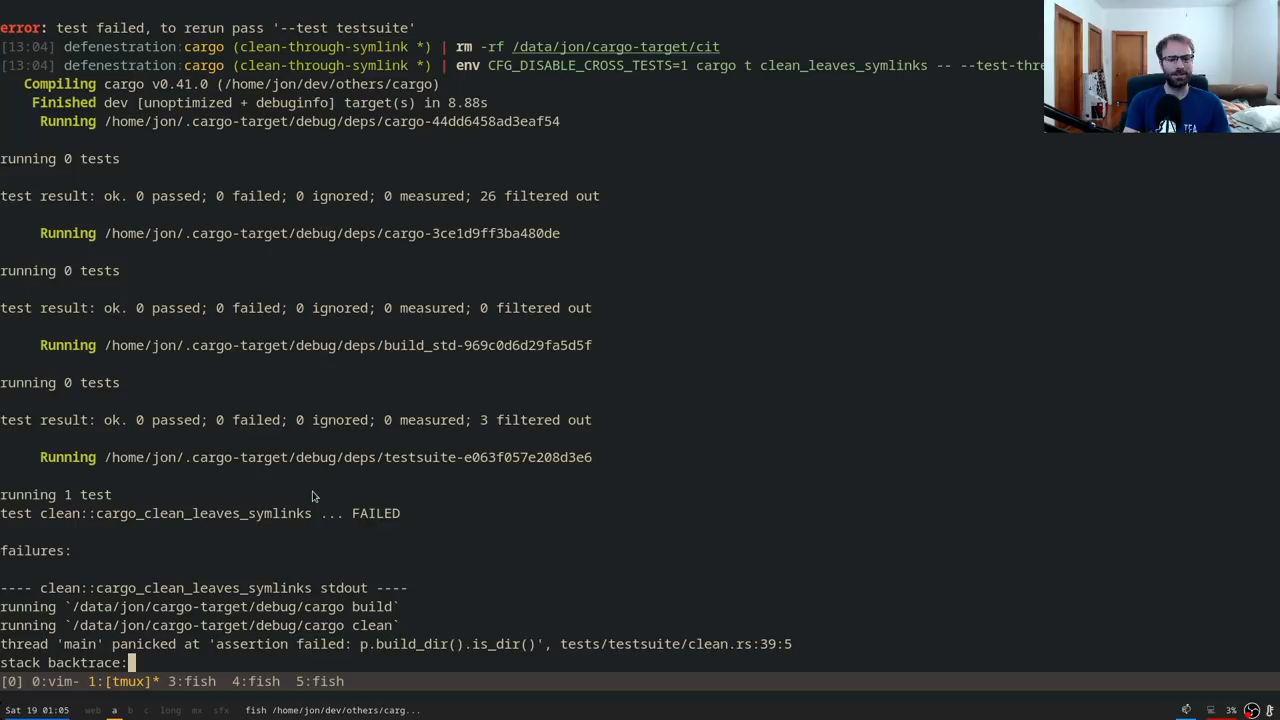 error: test failed, to rerun pass '--test testsuite'
[13:04] defenestration:cargo (clean-through-symlink *) | rm -rf /data/jon/cargo-target/cit
[13:04] defenestration:cargo (clean-through-symlink *) | env CFG_DISABLE_CROSS_TESTS=1 cargo t clean_leaves_symlinks -- --test-thre
Compiling cargo v0.41.0 (/home/jon/dev/others/cargo)
Finished dev [unoptimized + debuginfo] target(s) in 8.88s
Running /home/jon/.cargo-target/debug/deps/cargo-44dd6458ad3eaf54
running 0 tests
test result: ok. 0 passed; 0 failed; 0 ignored; 0 measured; 26 filtered out
Running /home/jon/.cargo-target/debug/deps/cargo-3ce1d9ff3ba480de
running 0 tests
test result: ok. 0 passed; 0 failed; 0 ignored; 0 measured; 0 filtered out
Running /home/jon/.cargo-target/debug/deps/build_std-969c0d6d29fa5d5f
running 0 tests
test result: ok. 0 passed; 0 failed; 0 ignored; 0 measured; 3 filtered out
Running /home/jon/.cargo-target/debug/deps/testsuite-e063f057e208d3e6
running 1 test
test clean::cargo_clean_leaves_symlinks ... FAILED
failures:
---- clean::cargo_clean_leaves_symlinks stdout ----
running `/data/jon/cargo-target/debug/cargo build`
running `/data/jon/cargo-target/debug/cargo clean`
thread 'main' panicked at 'assertion failed: p.build_dir().is_dir()', tests/testsuite/clean.rs:39:5
stack backtrace:
[0] 0:vim- 1:[tmux]* 3:fish 4:fish 5:fish
Sat 19 01:05 web a b c long mx sfx fish /home/jon/dev/others/carg... 3%